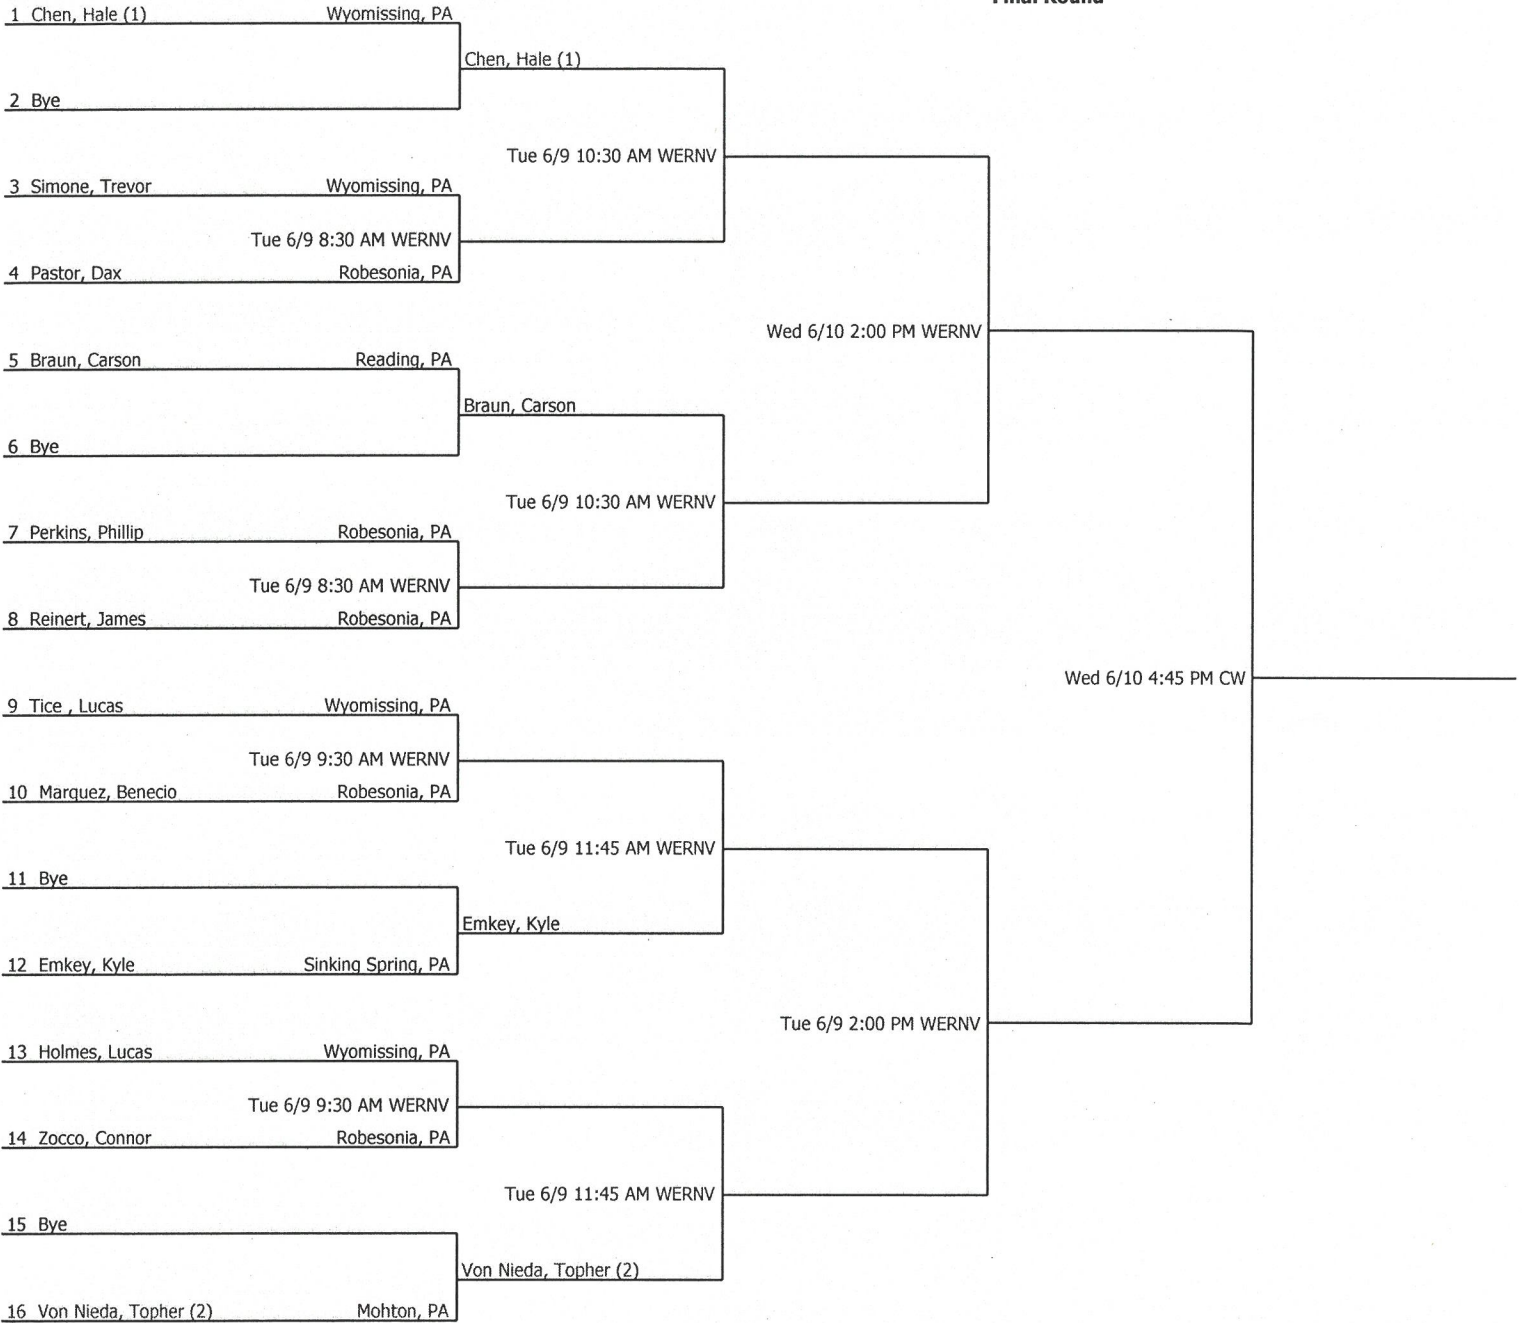 Final Round
1 Chen, Hale (1) Wyomissing, PA
Chen, Hale (1)
2 Bye
Tue 6/9 10:30 AM WERNV
3 Simone, Trevor Wyomissing, PA
Tue 6/9 8:30 AM WERNV
4 Pastor, Dax Robesonia, PA
Wed 6/10 2:00 PM WERNV
5 Braun, Carson Reading, PA
Braun, Carson
6 Bye
Tue 6/9 10:30 AM WERNV
7 Perkins, Phillip Robesonia, PA
Tue 6/9 8:30 AM WERNV
8 Reinert, James Robesonia, PA
Wed 6/10 4:45 PM CW
9 Tice , Lucas Wyomissing, PA
Tue 6/9 9:30 AM WERNV
10 Marquez, Benecio Robesonia, PA
Tue 6/9 11:45 AM WERNV
11 Bye
Emkey, Kyle
12 Emkey, Kyle Sinking Spring, PA
Tue 6/9 2:00 PM WERNV
13 Holmes, Lucas Wyomissing, PA
Tue 6/9 9:30 AM WERNV
14 Zocco, Connor Robesonia, PA
Tue 6/9 11:45 AM WERNV
15 Bye
Von Nieda, Topher (2)
16 Von Nieda, Topher (2) Mohton, PA